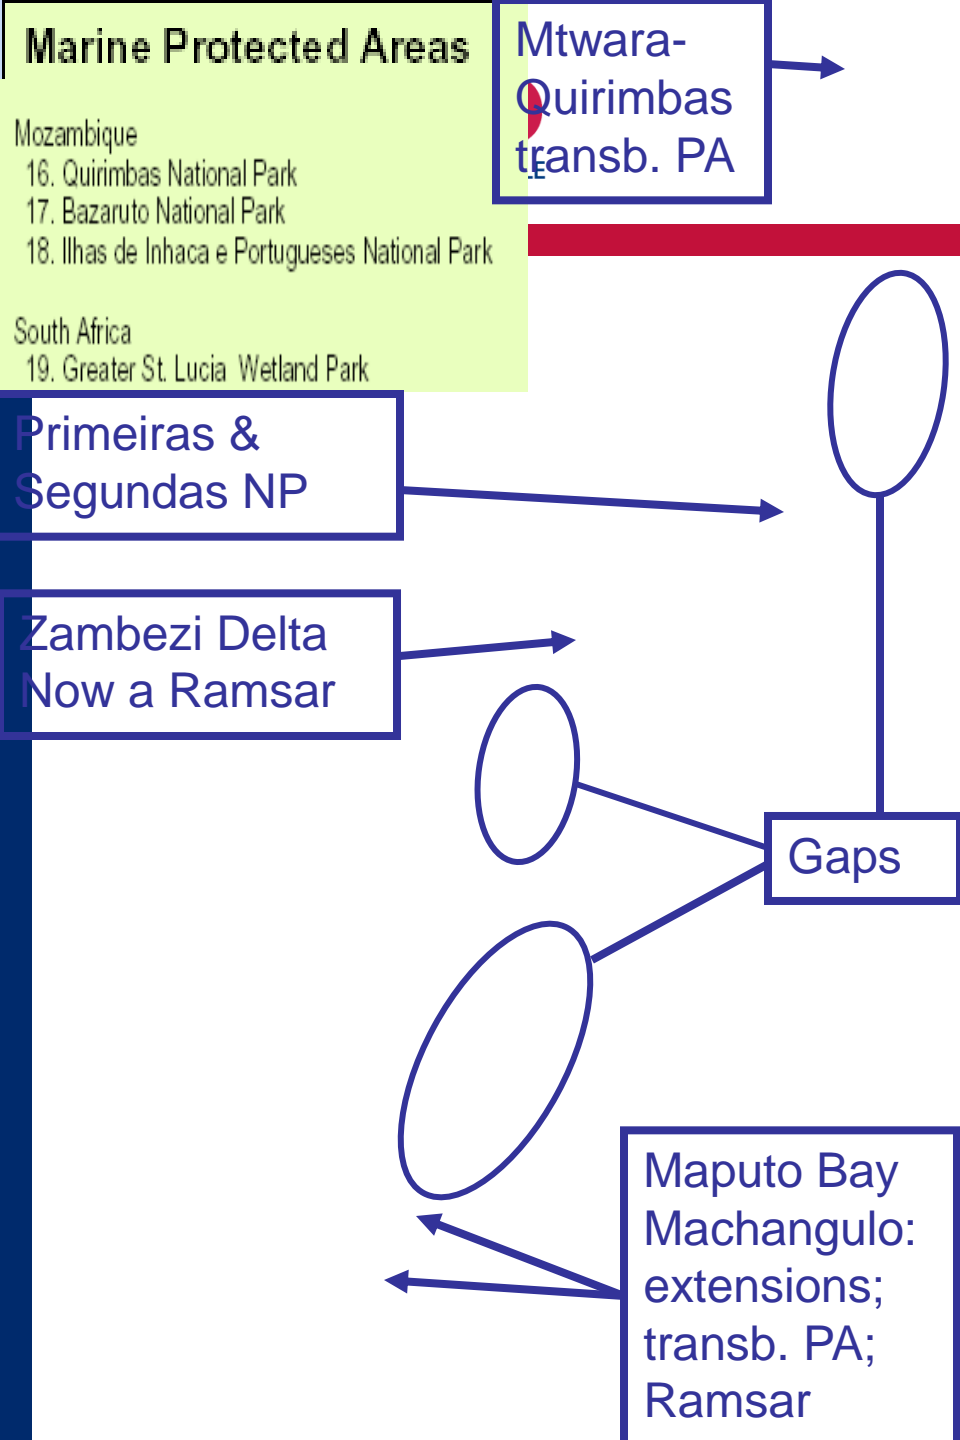 Marine Protected Areas
Mozambique
16. Quirimbas National Park
17. Bazaruto National Park
18. Ilhas de Inhaca e Portugueses National Park
South Africa
19. Greater St. Lucia Wetland Park
Mtwara-
Quirimbas
transb. PA
LE
Primeiras &
Segundas NP
Zambezi Delta
Now a Ramsar
Gaps
Maputo Bay
Machangulo:
extensions;
transb. PA;
Ramsar